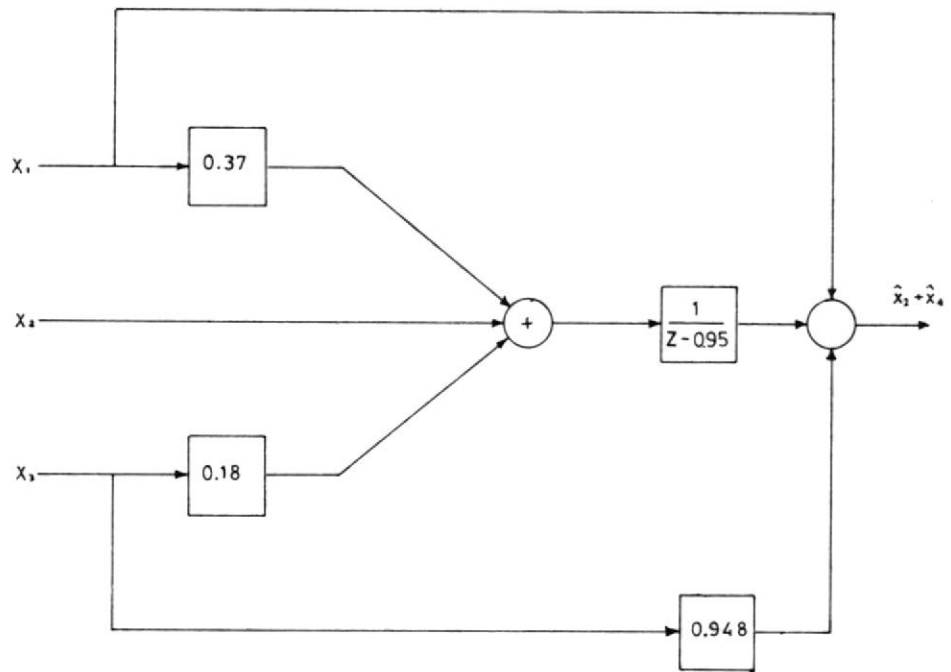 X₁
0.37
X₂
+
1
Z - 0.95
x̂₂ + x̂₄
X₃
0.18
0.948